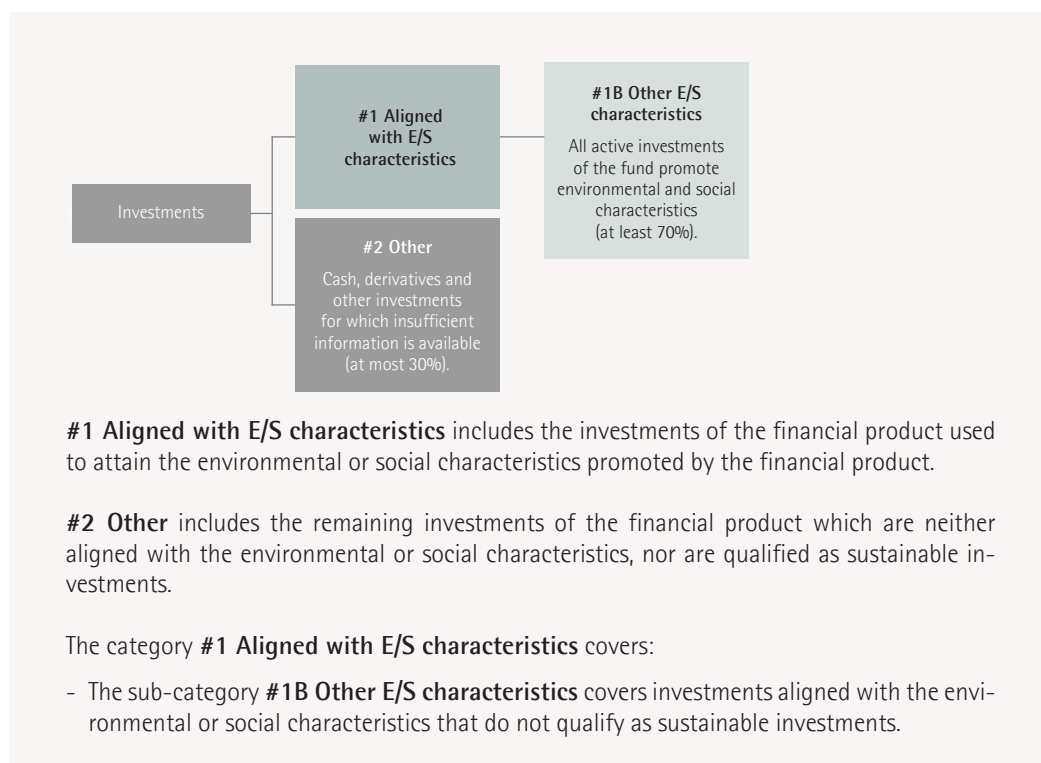 #1 Aligned
with E/S
characteristics
#1B Other E/S
characteristics
All active investments
of the fund promote
environmental and social
characteristics
(at least 70%).
Investments
#2 Other
Cash, derivatives and
other investments
for which insufficient
information is available
(at most 30%).
#1 Aligned with E/S characteristics includes the investments of the financial product used
to attain the environmental or social characteristics promoted by the financial product.
#2 Other includes the remaining investments of the financial product which are neither
aligned with the environmental or social characteristics, nor are qualified as sustainable in-
vestments.
The category #1 Aligned with E/S characteristics covers:
- The sub-category #1B Other E/S characteristics covers investments aligned with the envi-
ronmental or social characteristics that do not qualify as sustainable investments.